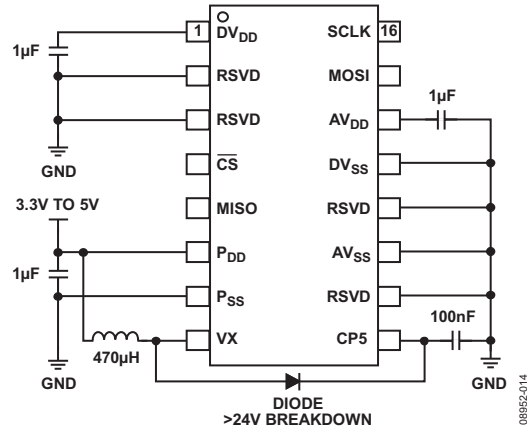 1 DVDD SCLK 16
1µF
RSVD MOSI
1µF
RSVD AVDD
CS DVSS
GND
3.3V TO 5V
MISO RSVD
PDD AVSS
1µF
PSS RSVD
100nF
VX CP5
470µH
GND
GND
DIODE
>24V BREAKDOWN
08952-014